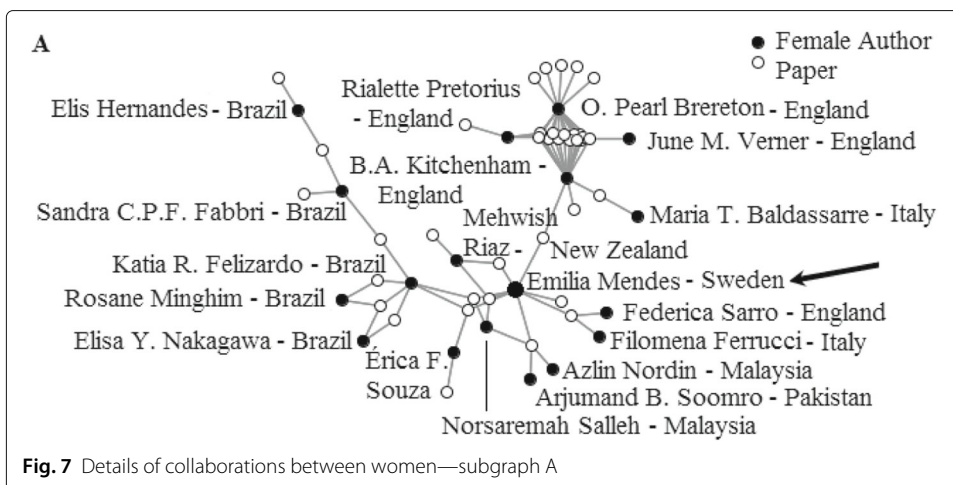 A
Female Author
Paper
Elis Hernandes - Brazil
Rialette Pretorius
- England
O. Pearl Brereton - England
June M. Verner - England
B.A. Kitchenham -
England
Sandra C.P.F. Fabbri - Brazil
Maria T. Baldassarre - Italy
Mehwish
Riaz - New Zealand
Katia R. Felizardo - Brazil
Emilia Mendes - Sweden
Rosane Minghim - Brazil
Federica Sarro - England
Elisa Y. Nakagawa - Brazil
Filomena Ferrucci - Italy
Érica F.
Souza
Azlin Nordin - Malaysia
Arjumand B. Soomro - Pakistan
Norsaremah Salleh - Malaysia
Fig. 7 Details of collaborations between women—subgraph A